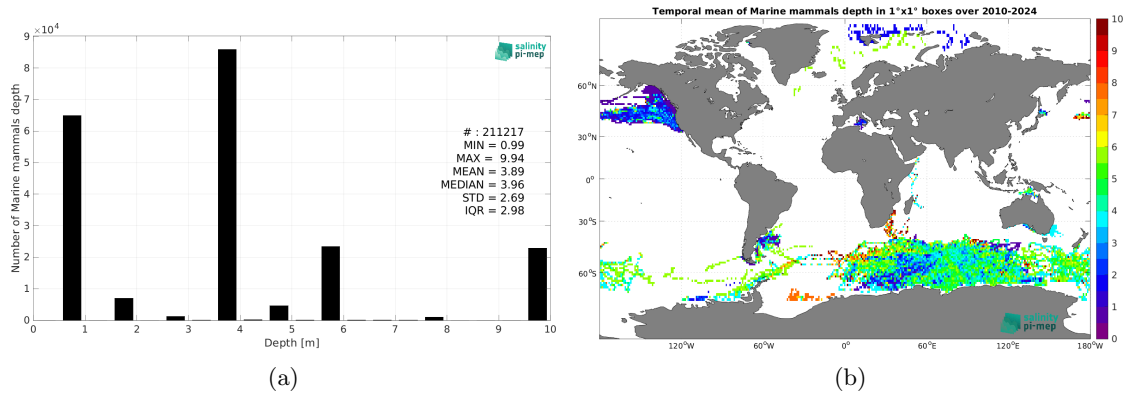 ×10⁴
9
8
7
6
5
4
3
2
1
0
Number of Marine mammals depth
salinity
pi-mep
# : 211217
MIN = 0.99
MAX = 9.94
MEAN = 3.89
MEDIAN = 3.96
STD = 2.69
IQR = 2.98
0 1 2 3 4 5 6 7 8 9 10
Depth [m]
(a)
Temporal mean of Marine mammals depth in 1°x1° boxes over 2010-2024
60°N
30°N
0°
30°S
60°S
120°W 60°W 0° 60°E 120°E 180°W
salinity
pi-mep
10
9
8
7
6
5
4
3
2
1
0
(b)